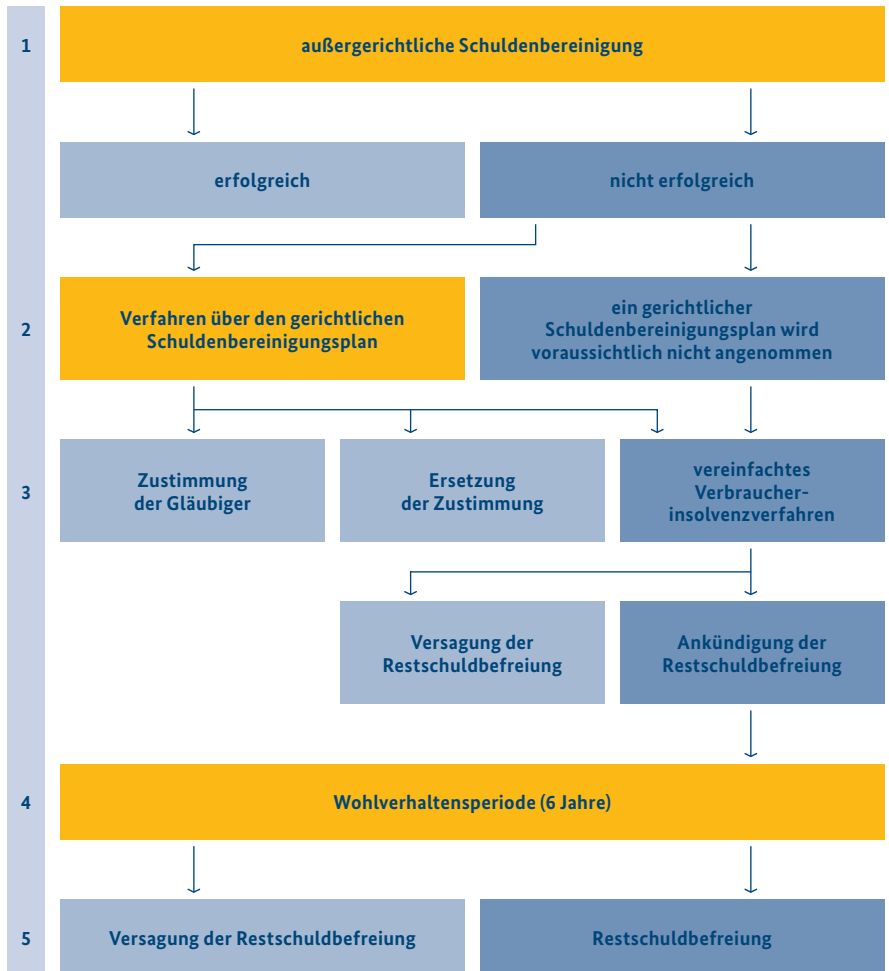 1
außergerichtliche Schuldenbereinigung
erfolgreich
nicht erfolgreich
2
Verfahren über den gerichtlichen
Schuldenbereinigungsplan
ein gerichtlicher
Schuldenbereinigungsplan wird
voraussichtlich nicht angenommen
3
Zustimmung
der Gläubiger
Ersetzung
der Zustimmung
vereinfachtes
Verbraucher-
insolvenzverfahren
Versagung der
Restschuldbefreiung
Ankündigung der
Restschuldbefreiung
4
Wohlverhaltensperiode (6 Jahre)
5
Versagung der Restschuldbefreiung
Restschuldbefreiung